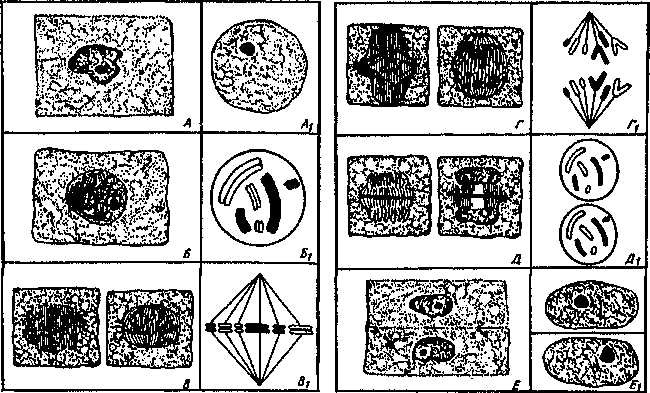 А А1
Б Б1
В В1
Г Г1
Д Д1
Е Е1